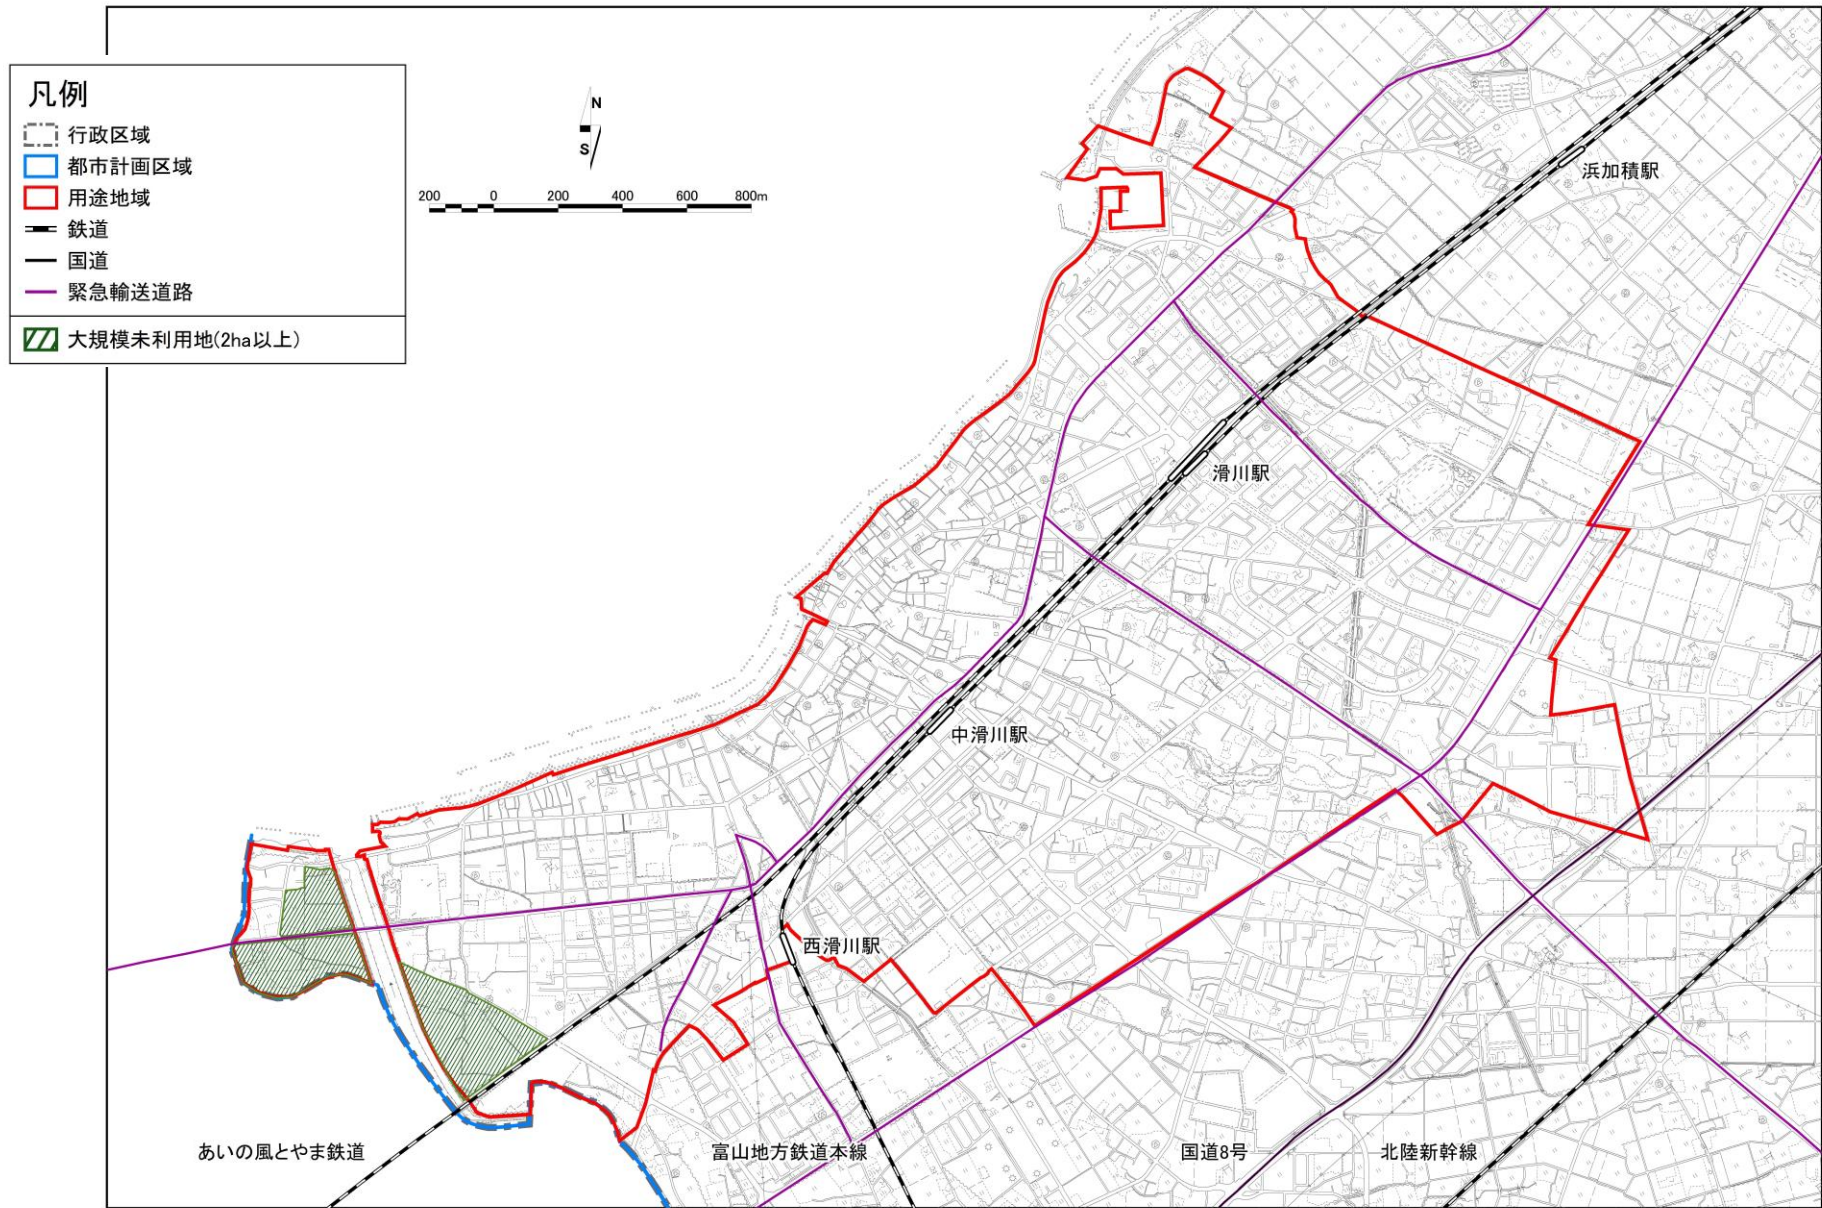 凡例
行政区域
都市計画区域
用途地域
鉄道
国道
緊急輸送道路
大規模未利用地(2ha以上)
N
S
200 0 200 400 600 800m
浜加積駅
滑川駅
中滑川駅
西滑川駅
あいの風とやま鉄道
富山地方鉄道本線
国道8号
北陸新幹線